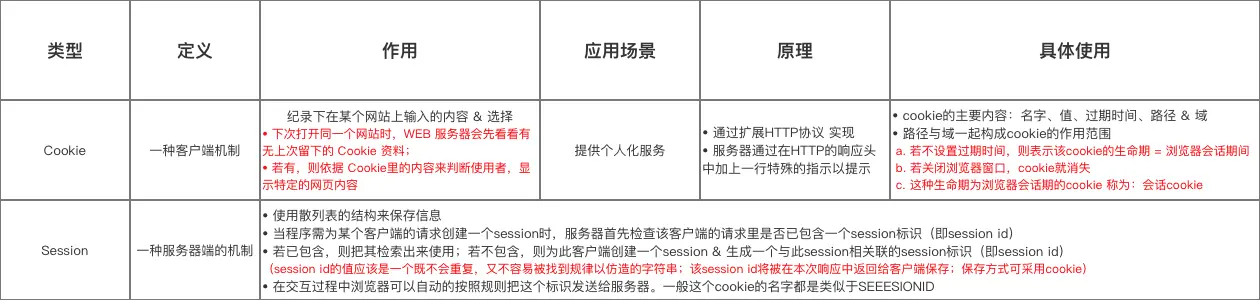 类型 定义 作用 应用场景 原理 具体使用
Cookie
一种客户端机制
纪录下在某个网站上输入的内容 & 选择
• 下次打开同一个网站时，WEB 服务器会先看看有
无上次留下的 Cookie 资料；
• 若有，则依据 Cookie里的内容来判断使用者，显
示特定的网页内容
提供个人化服务
• 通过扩展HTTP协议 实现
• 服务器通过在HTTP的响应头
中加上一行特殊的指示以提示
• cookie的主要内容：名字、值、过期时间、路径 & 域
• 路径与域一起构成cookie的作用范围
a. 若不设置过期时间，则表示该cookie的生命期 = 浏览器会话期间
b. 若关闭浏览器窗口，cookie就消失
c. 这种生命期为浏览器会话期的cookie 称为：会话cookie
Session
一种服务器端的机制
• 使用散列表的结构来保存信息
• 当程序需为某个客户端的请求创建一个session时，服务器首先检查该客户端的请求里是否已包含一个session标识（即session id）
• 若已包含，则把其检索出来使用；若不包含，则为此客户端创建一个session & 生成一个与此session相关联的session标识（即session id）
（session id的值应该是一个既不会重复，又不容易被找到规律以仿造的字符串；该session id将被在本次响应中返回给客户端保存；保存方式可采用cookie）
• 在交互过程中浏览器可以自动的按照规则把这个标识发送给服务器。一般这个cookie的名字都是类似于SEEESIONID